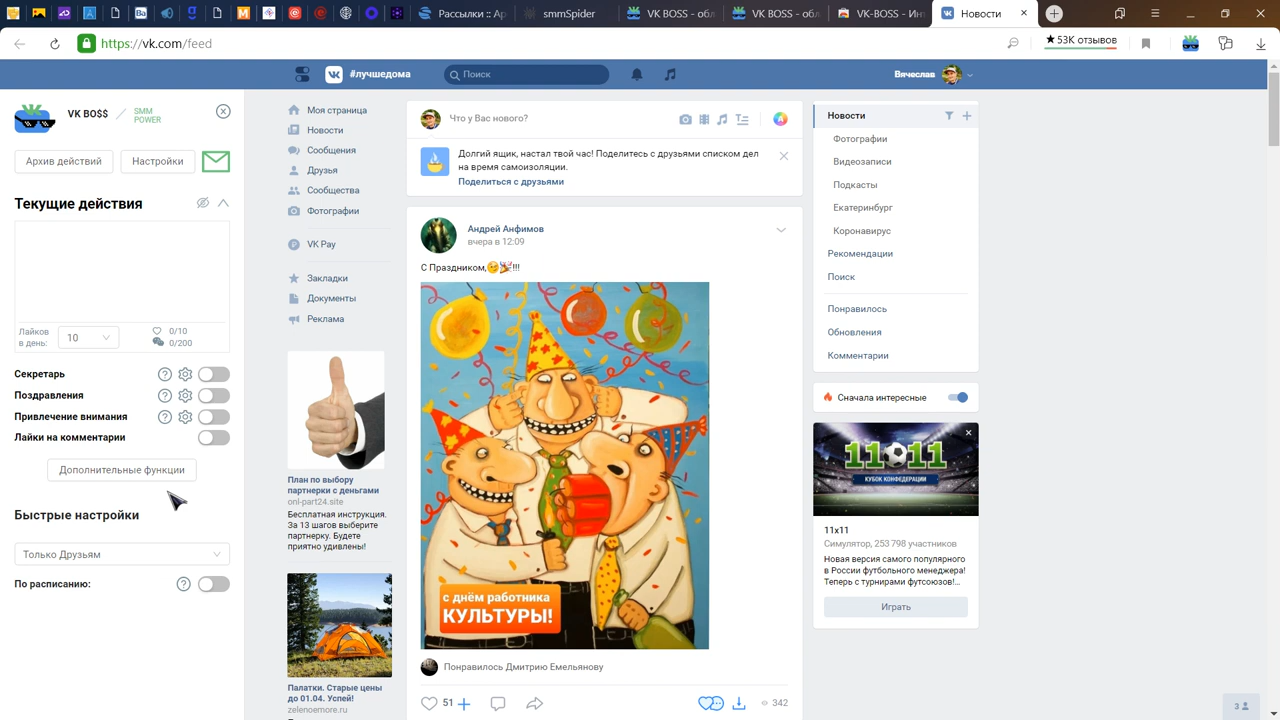 Рассылки :: Ар
smmSpider
VK BOSS - обл
VK BOSS - обл
VK-BOSS - Ин
Новости
https://vk.com/feed
★53K отзывов
#лучшедома
Поиск
Вячеслав
VK BO$$
SMM
POWER
Архив действий
Настройки
Текущие действия
Лайков
в день:
10
0/10
0/200
Секретарь
Поздравления
Привлечение внимания
Лайки на комментарии
Дополнительные функции
Быстрые настройки
Только Друзьям
По расписанию:
Моя страница
Новости
Сообщения
Друзья
Сообщества
Фотографии
VK Pay
Закладки
Документы
Реклама
План по выбору
партнерки с деньгами
onl-part24.site
Бесплатная инструкция.
За 13 шагов выберите
партнерку. Будете
приятно удивлены!
Палатки. Старые цены
до 01.04. Успей!
zelenoemore.ru
Что у Вас нового?
Долгий ящик, настал твой час! Поделитесь с друзьями списком дел
на время самоизоляции.
Поделиться с друзьями
Андрей Анфимов
вчера в 12:09
С Праздником,!!!
с днём работника
КУЛЬТУРЫ!
Понравилось Дмитрию Емельянову
51
342
Новости
Фотографии
Видеозаписи
Подкасты
Екатеринбург
Коронавирус
Рекомендации
Поиск
Понравилось
Обновления
Комментарии
Сначала интересные
11x11
КУБОК КОНФЕДЕРАЦИИ
11x11
Симулятор, 253 798 участников
Новая версия самого популярного
в России футбольного менеджера!
Теперь с турнирами футсоюзов!...
Играть
3